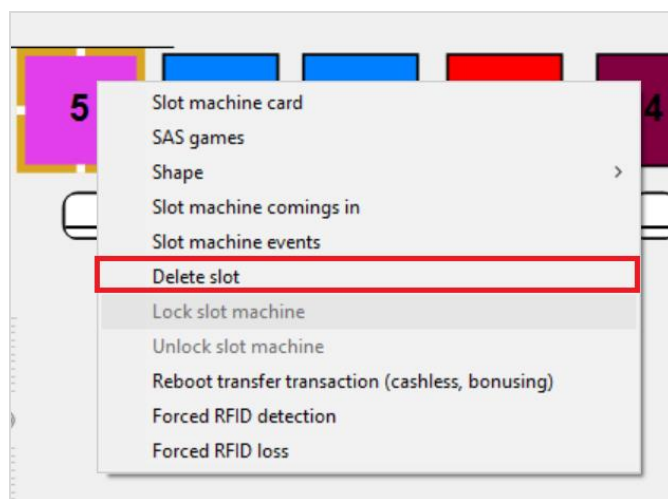 5
4
Slot machine card
SAS games
Shape
Slot machine comings in
Slot machine events
Delete slot
Lock slot machine
Unlock slot machine
Reboot transfer transaction (cashless, bonusing)
Forced RFID detection
Forced RFID loss